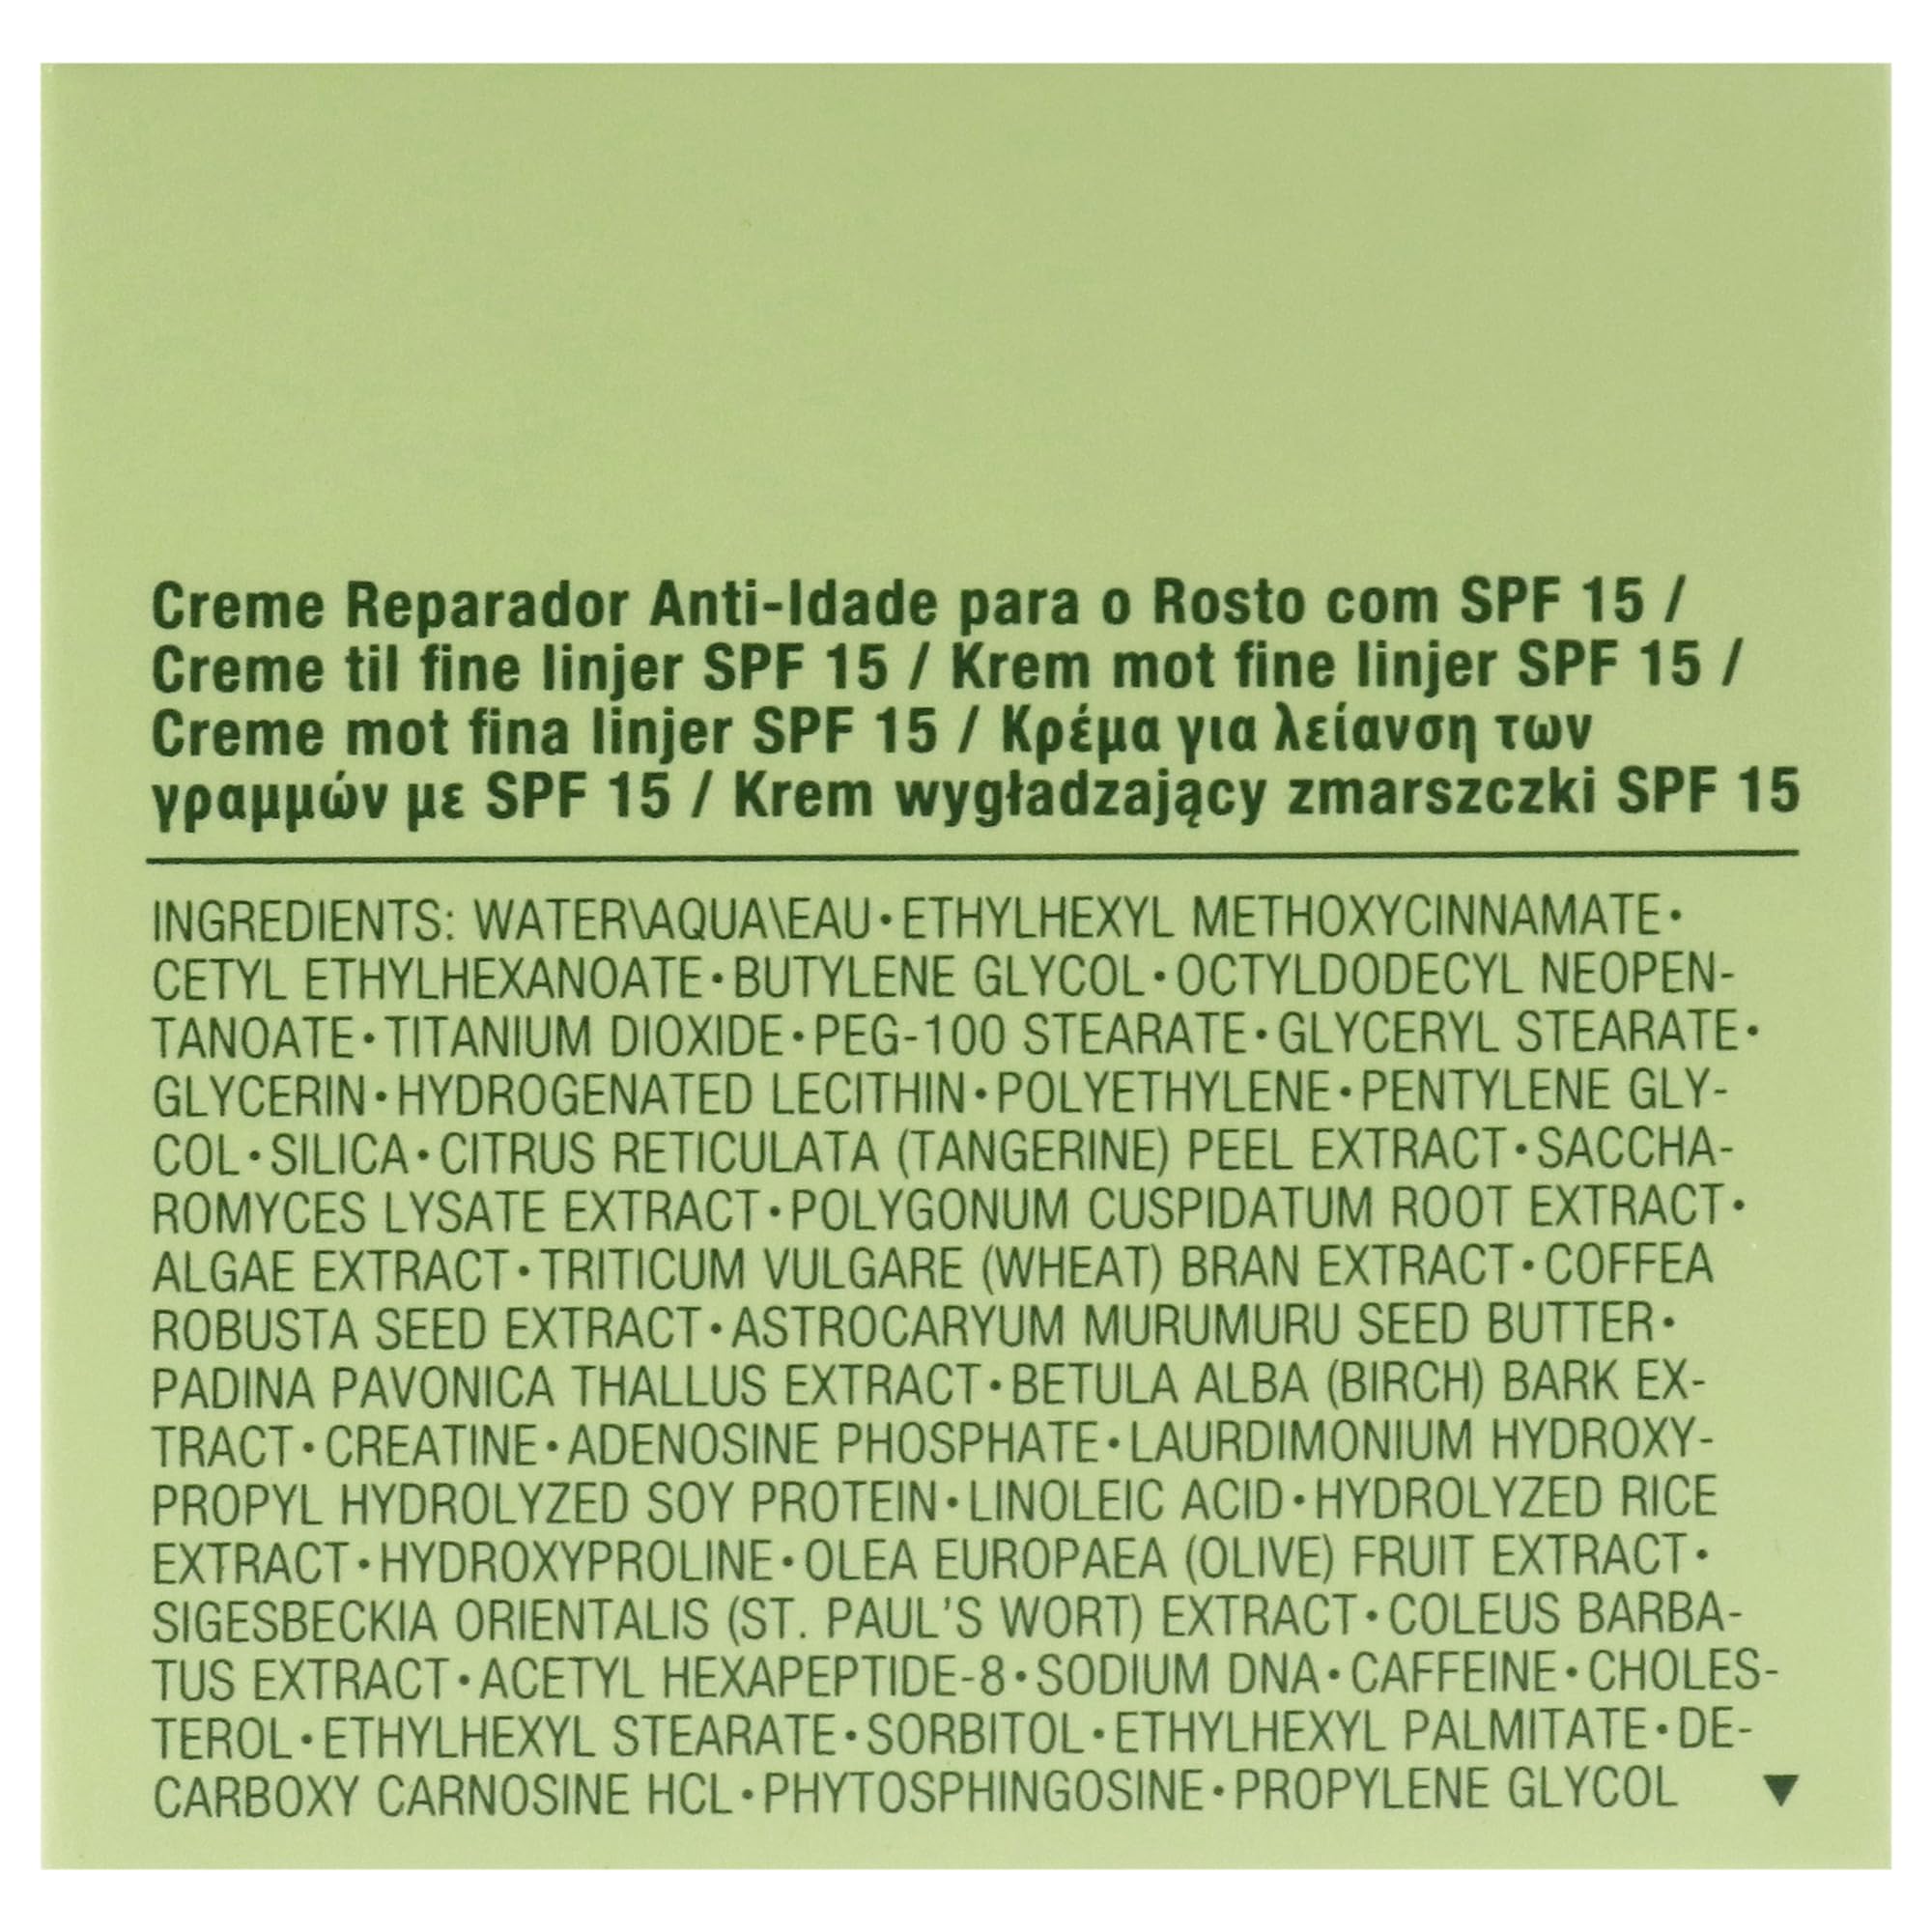 Creme Reparador Anti-Idade para o Rosto com SPF 15 /
Creme til fine linjer SPF 15 / Krem mot fine linjer SPF 15 /
Creme mot fina linjer SPF 15 / Κρέμα για λείανση των
γραμμών με SPF 15 / Krem wygładzający zmarszczki SPF 15
INGREDIENTS: WATER\AQUA\EAU•ETHYLHEXYL METHOXYCINNAMATE•
CETYL ETHYLHEXANOATE•BUTYLENE GLYCOL•OCTYLDODECYL NEOPEN-
TANOATE•TITANIUM DIOXIDE•PEG-100 STEARATE•GLYCERYL STEARATE•
GLYCERIN•HYDROGENATED LECITHIN•POLYETHYLENE•PENTYLENE GLY-
COL•SILICA•CITRUS RETICULATA (TANGERINE) PEEL EXTRACT•SACCHA-
ROMYCES LYSATE EXTRACT•POLYGONUM CUSPIDATUM ROOT EXTRACT•
ALGAE EXTRACT•TRITICUM VULGARE (WHEAT) BRAN EXTRACT•COFFEA
ROBUSTA SEED EXTRACT•ASTROCARYUM MURUMURU SEED BUTTER•
PADINA PAVONICA THALLUS EXTRACT•BETULA ALBA (BIRCH) BARK EX-
TRACT•CREATINE•ADENOSINE PHOSPHATE•LAURDIMONIUM HYDROXY-
PROPYL HYDROLYZED SOY PROTEIN•LINOLEIC ACID•HYDROLYZED RICE
EXTRACT•HYDROXYPROLINE•OLEA EUROPAEA (OLIVE) FRUIT EXTRACT•
SIGESBECKIA ORIENTALIS (ST. PAUL'S WORT) EXTRACT•COLEUS BARBA-
TUS EXTRACT•ACETYL HEXAPEPTIDE-8•SODIUM DNA•CAFFEINE•CHOLES-
TEROL•ETHYLHEXYL STEARATE•SORBITOL•ETHYLHEXYL PALMITATE•DE-
CARBOXY CARNOSINE HCL•PHYTOSPHINGOSINE•PROPYLENE GLYCOL ▼